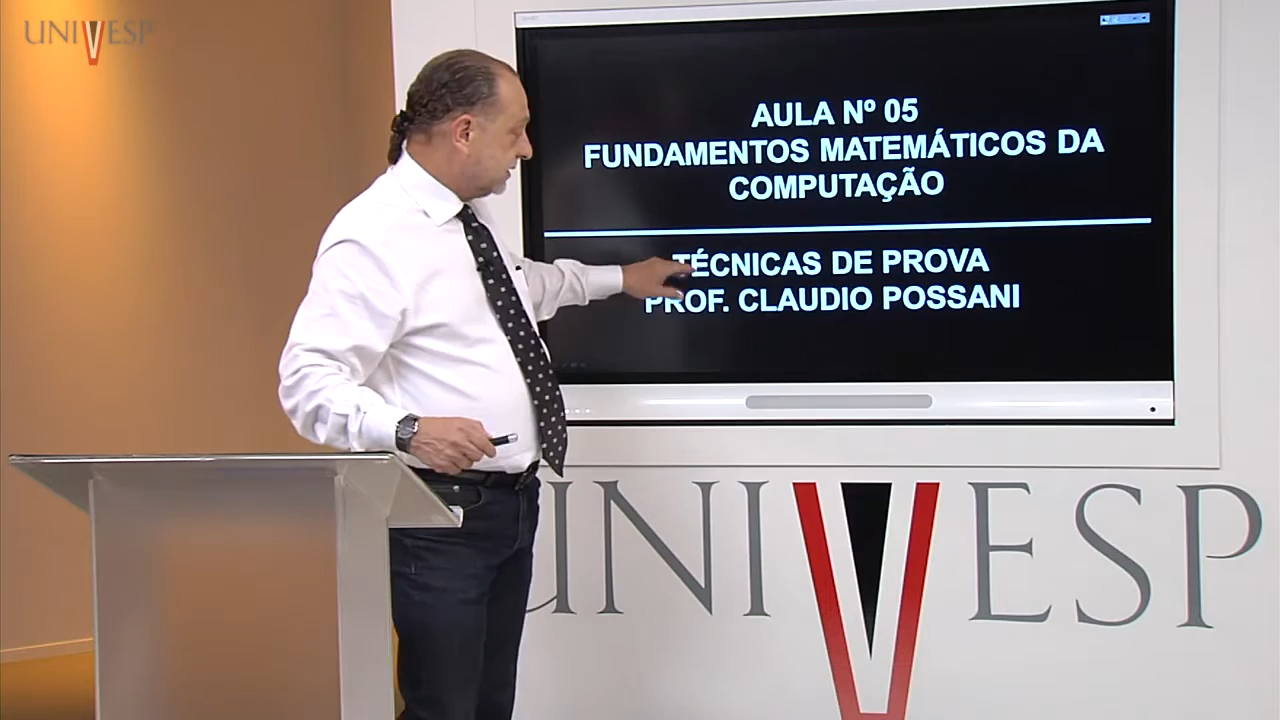 UNIVESP
AULA Nº 05
FUNDAMENTOS MATEMÁTICOS DA
COMPUTAÇÃO
TÉCNICAS DE PROVA
PROF. CLAUDIO POSSANI
UNIVESP